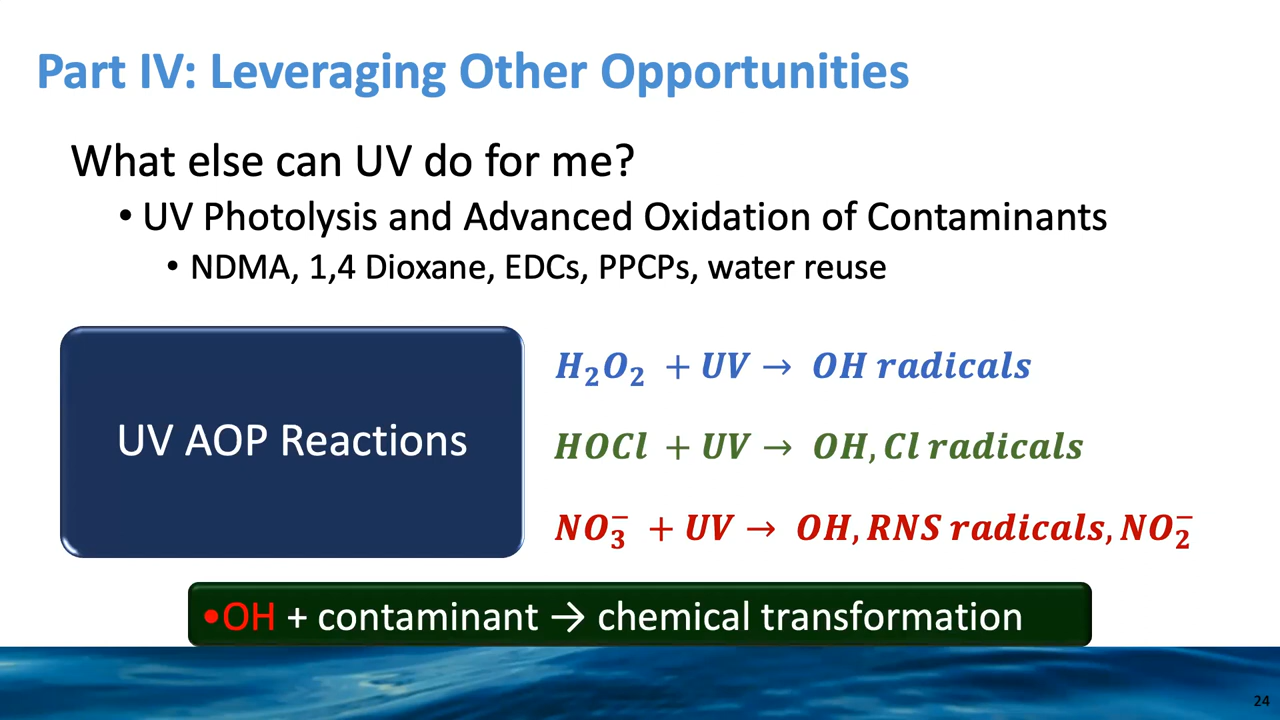 Part IV: Leveraging Other Opportunities
What else can UV do for me?
• UV Photolysis and Advanced Oxidation of Contaminants
• NDMA, 1,4 Dioxane, EDCs, PPCPs, water reuse
UV AOP Reactions
H₂O₂ + UV → OH radicals
HOCl + UV → OH, Cl radicals
NO₃⁻ + UV → OH, RNS radicals, NO₂⁻
•OH + contaminant → chemical transformation
24